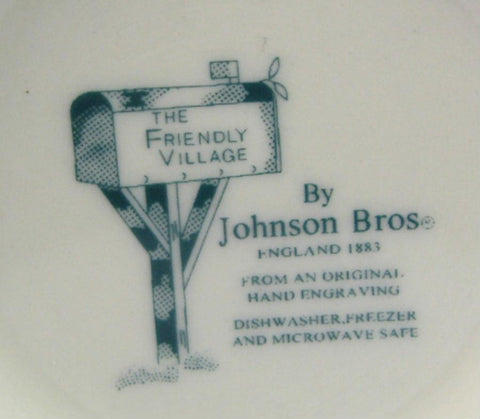 THE
FRIENDLY
VILLAGE
By
Johnson Bros®
ENGLAND 1883
FROM AN ORIGINAL
HAND ENGRAVING
DISHWASHER,FREEZER
AND MICROWAVE SAFE